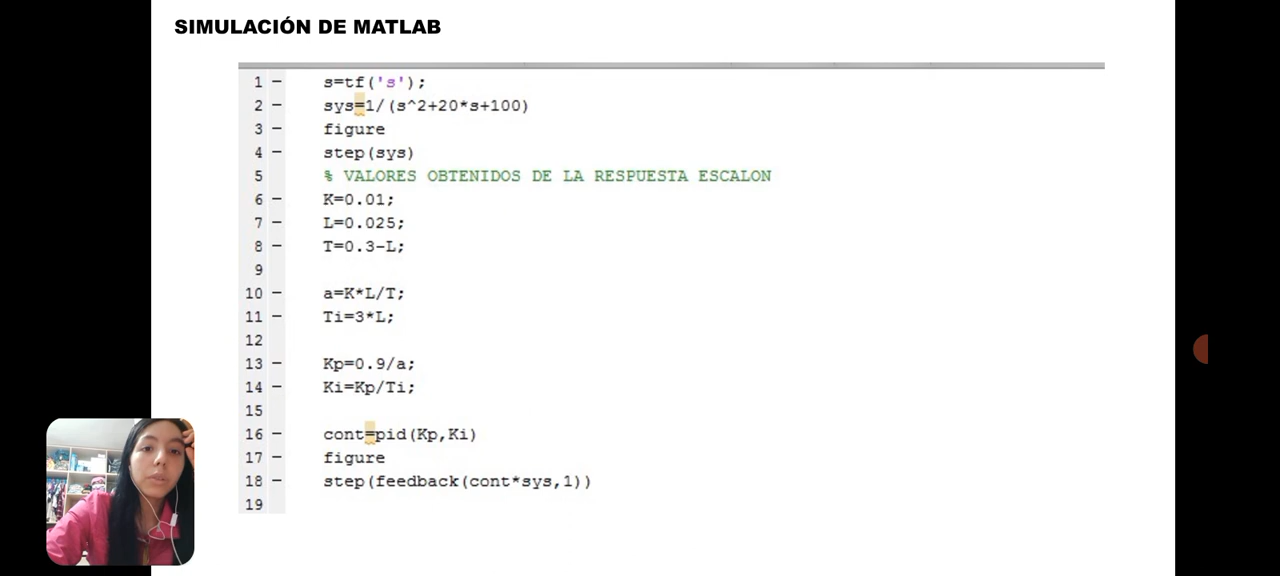 SIMULACIÓN DE MATLAB
1 - s=tf('s');
2 - sys=1/(s^2+20*s+100)
3 - figure
4 - step(sys)
5 % VALORES OBTENIDOS DE LA RESPUESTA ESCALON
6 - K=0.01;
7 - L=0.025;
8 - T=0.3-L;
9
10 - a=K*L/T;
11 - Ti=3*L;
12
13 - Kp=0.9/a;
14 - Ki=Kp/Ti;
15
16 - cont=pid(Kp,Ki)
17 - figure
18 - step(feedback(cont*sys,1))
19